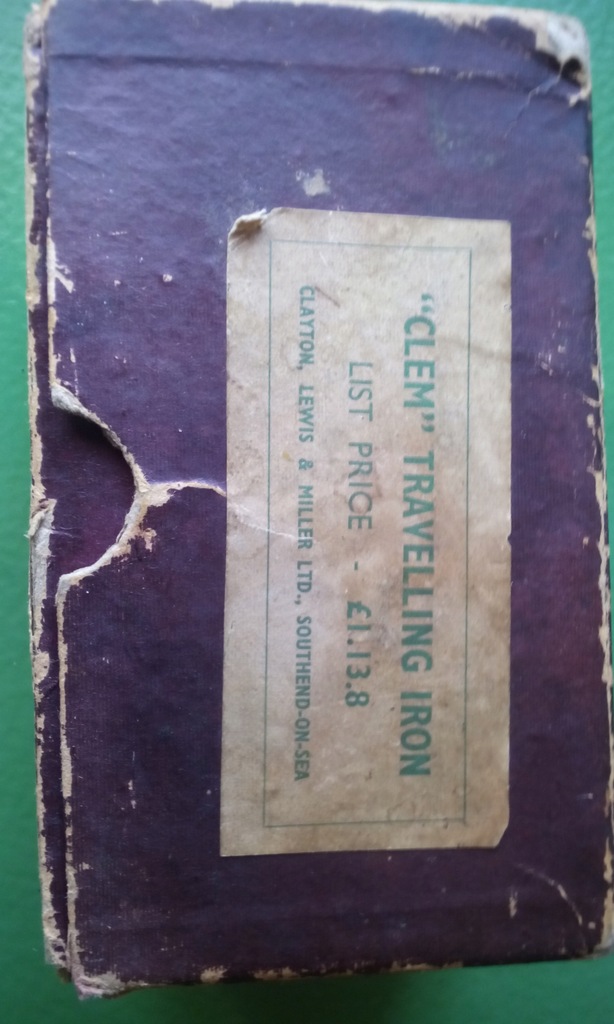 "CLEM" TRAVELLING IRON
LIST PRICE - £1.13.8
CLAYTON, LEWIS & MILLER LTD., SOUTHEND-ON-SEA